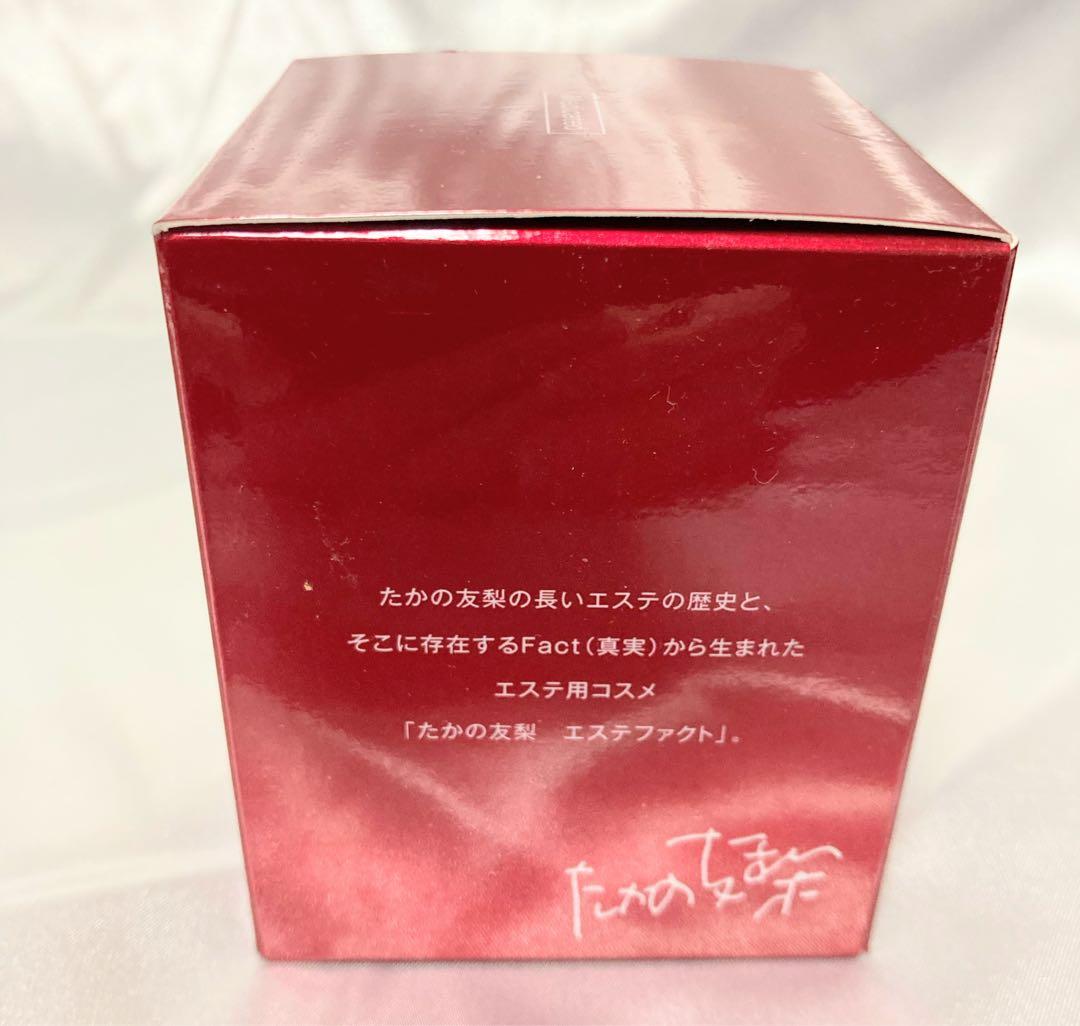 たかの友梨の長いエステの歴史と、
そこに存在するFact(真実)から生まれた
エステ用コスメ
「たかの友梨　エステファクト」。
たかの友梨